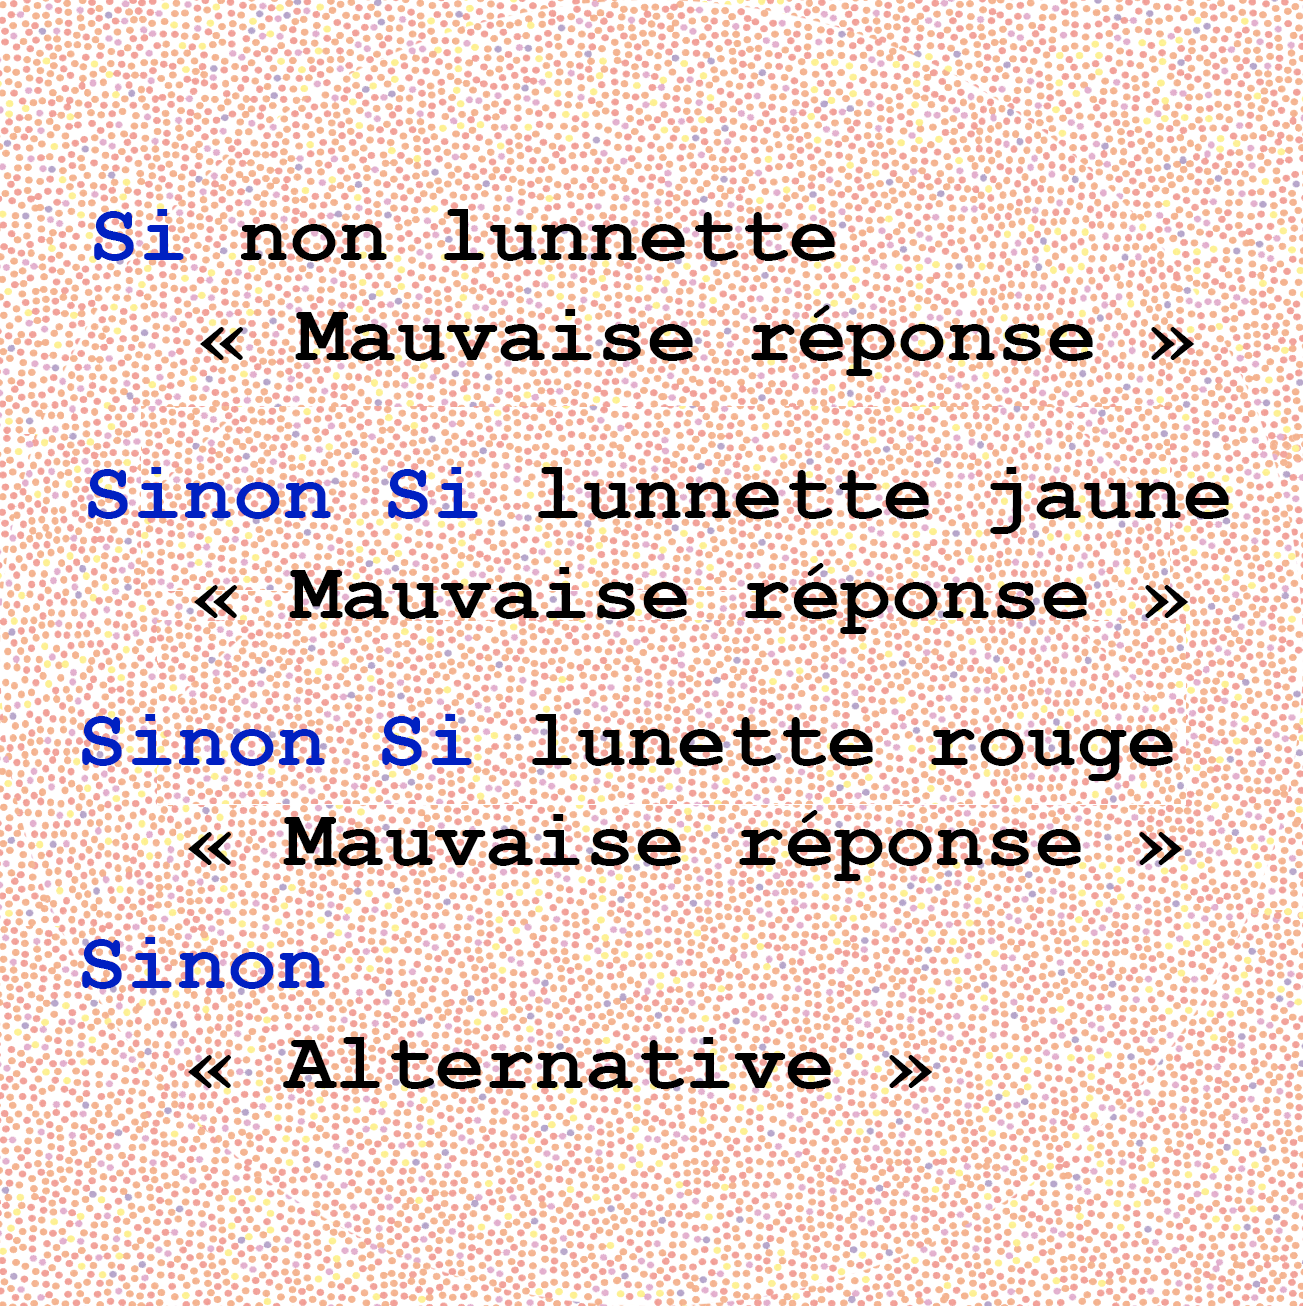 Si non lunnette
« Mauvaise réponse »
Sinon Si lunnette jaune
« Mauvaise réponse »
Sinon Si lunette rouge
« Mauvaise réponse »
Sinon
« Alternative »